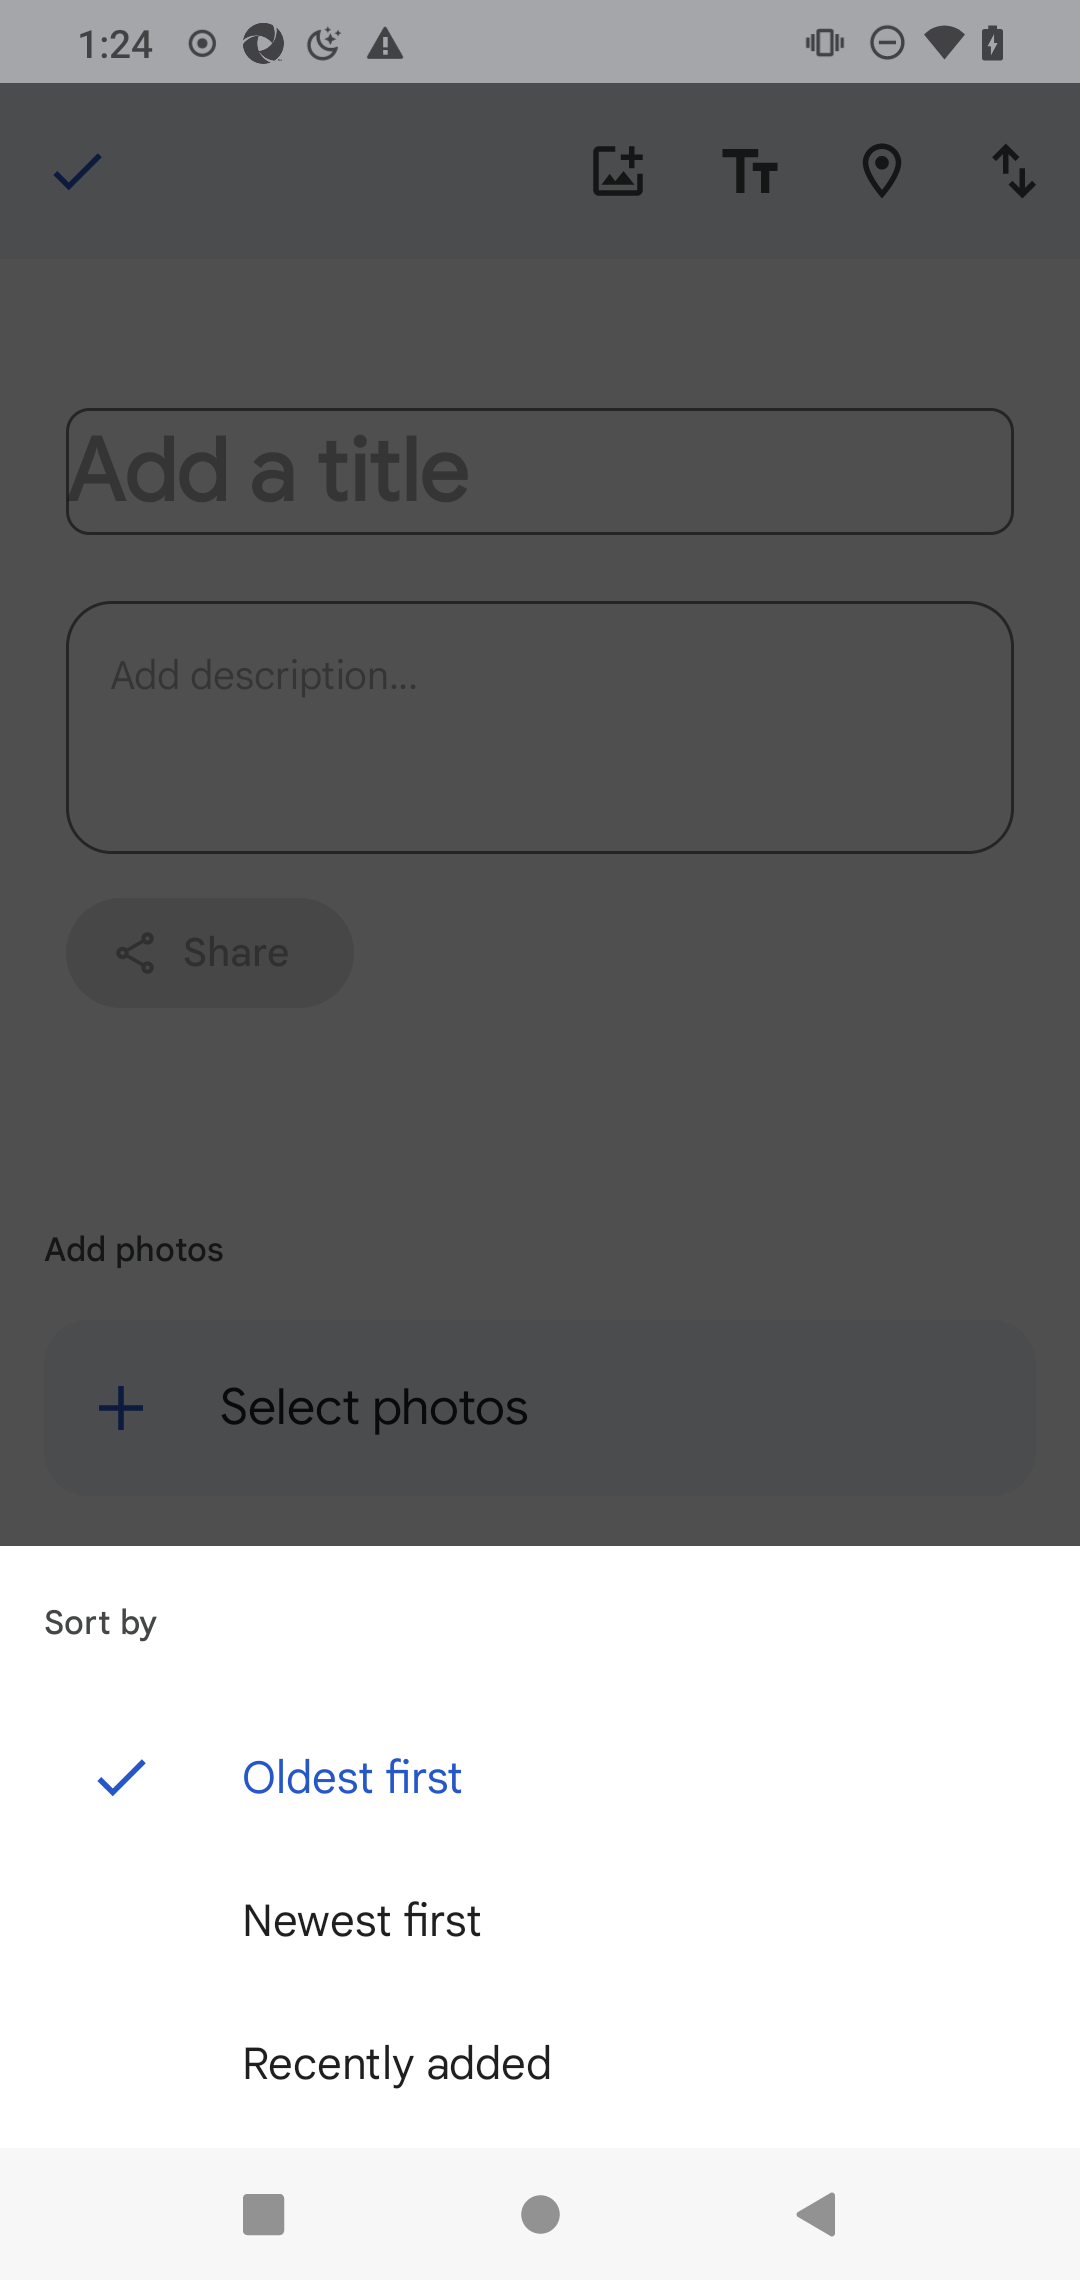 1:24
Add a title
Add description...
Share
Add photos
Select photos
Sort by
Oldest first
Newest first
Recently added